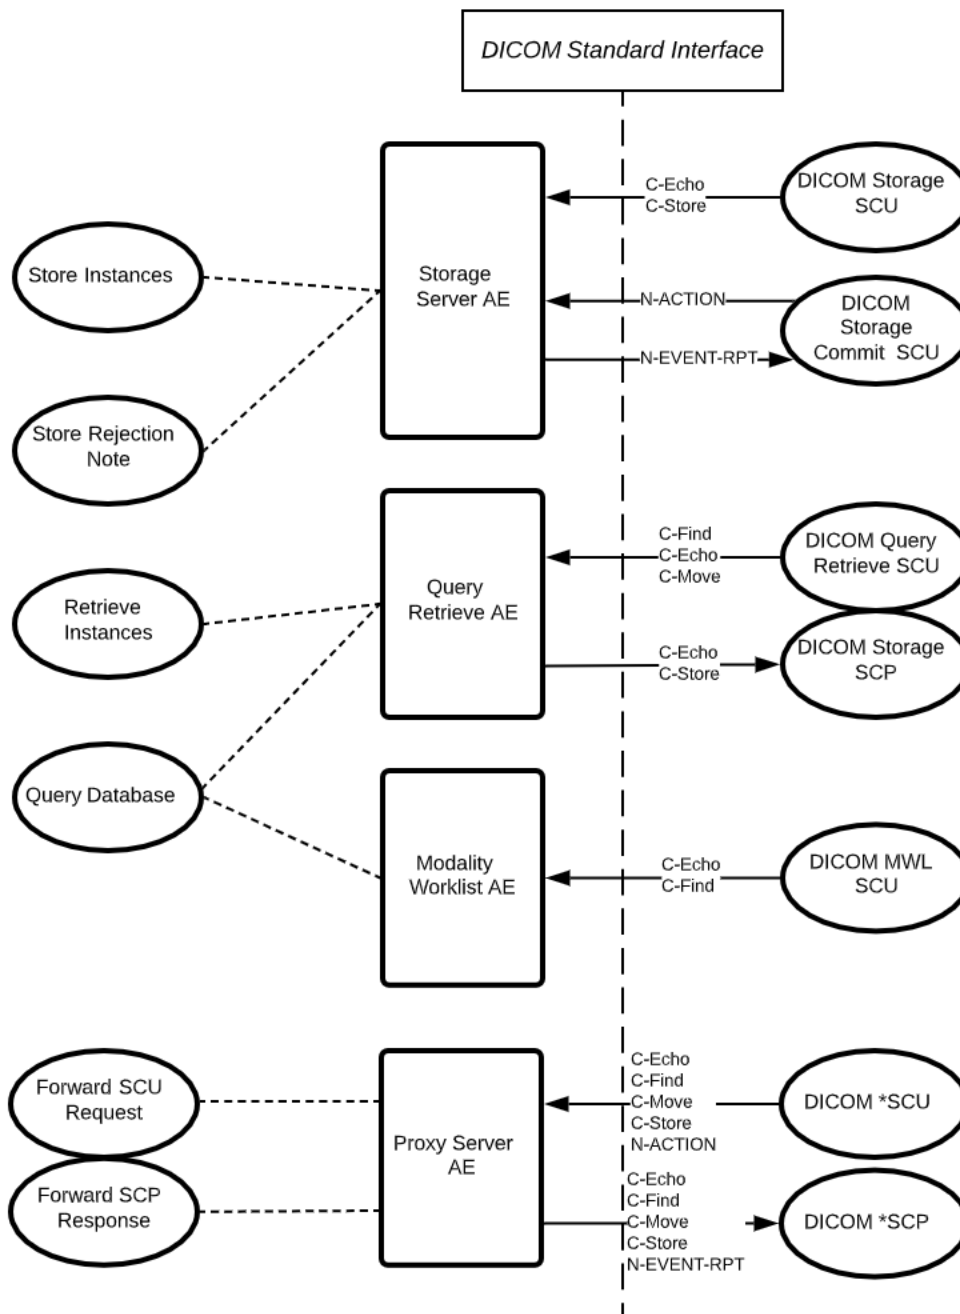 DICOM Standard Interface
Store Instances
Store Rejection
Note
Storage
Server AE
C-Echo
C-Store
DICOM Storage
SCU
N-ACTION
N-EVENT-RPT
DICOM
Storage
Commit SCU
Retrieve
Instances
Query Database
Query
Retrieve AE
C-Find
C-Echo
C-Move
DICOM Query
Retrieve SCU
C-Echo
C-Store
DICOM Storage
SCP
Modality
Worklist AE
C-Echo
C-Find
DICOM MWL
SCU
Forward SCU
Request
Forward SCP
Response
Proxy Server
AE
C-Echo
C-Find
C-Move
C-Store
N-ACTION
DICOM *SCU
C-Echo
C-Find
C-Move
C-Store
N-EVENT-RPT
DICOM *SCP